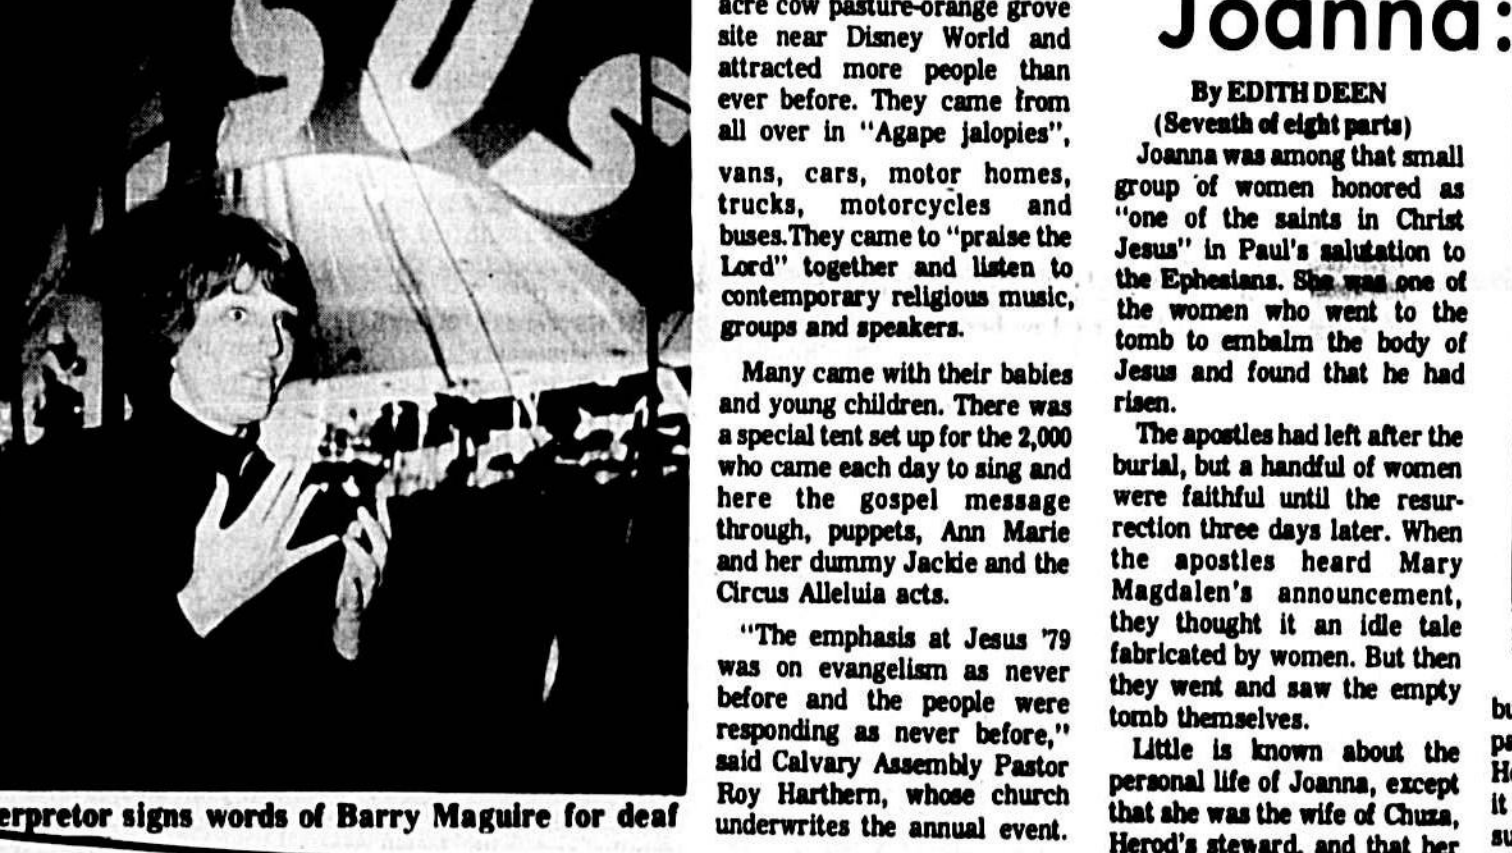 sus
erpretor signs words of Barry Maguire for deaf
acre cow pasture-orange grove
site near Disney World and
attracted more people than
ever before. They came from
all over in "Agape jalopies",
vans, cars, motor homes,
trucks, motorcycles and
buses.They came to "praise the
Lord" together and listen to
contemporary religious music,
groups and speakers.
Many came with their babies
and young children. There was
a special tent set up for the 2,000
who came each day to sing and
here the gospel message
through, puppets, Ann Marie
and her dummy Jackie and the
Circus Alleluia acts.
"The emphasis at Jesus '79
was on evangelism as never
before and the people were
responding as never before,"
said Calvary Assembly Pastor
Roy Harthern, whose church
underwrites the annual event.
Joanna:
By EDITH DEEN
(Seventh of eight parts)
Joanna was among that small
group of women honored as
"one of the saints in Christ
Jesus" in Paul's salutation to
the Ephesians. She was one of
the women who went to the
tomb to embalm the body of
Jesus and found that he had
risen.
The apostles had left after the
burial, but a handful of women
were faithful until the resur-
rection three days later. When
the apostles heard Mary
Magdalen's announcement,
they thought it an idle tale
fabricated by women. But then
they went and saw the empty
tomb themselves.
Little is known about the
personal life of Joanna, except
that she was the wife of Chuza,
Herod's steward, and that her